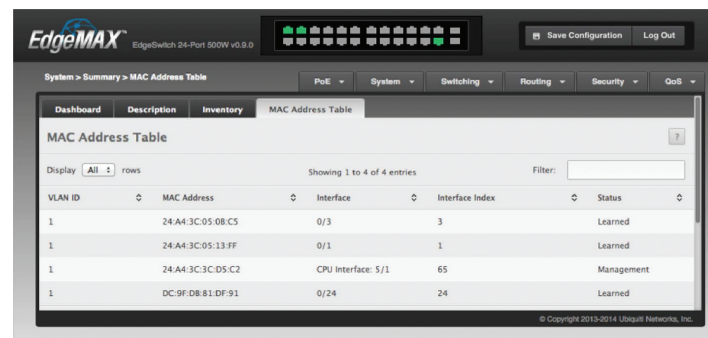 EdgeMAX™ EdgeSwitch 24-Port 500W v0.9.0 Save Configuration Log Out
System > Summary > MAC Address Table PoE System Switching Routing Security QoS
Dashboard Description Inventory MAC Address Table
MAC Address Table ?
Display All rows Showing 1 to 4 of 4 entries Filter:
VLAN ID MAC Address Interface Interface Index Status
1 24:A4:3C:05:08:C5 0/3 3 Learned
1 24:A4:3C:05:13:FF 0/1 1 Learned
1 24:A4:3C:3C:D5:C2 CPU Interface: 5/1 65 Management
1 DC:9F:DB:81:DF:91 0/24 24 Learned
© Copyright 2013-2014 Ubiquiti Networks, Inc.